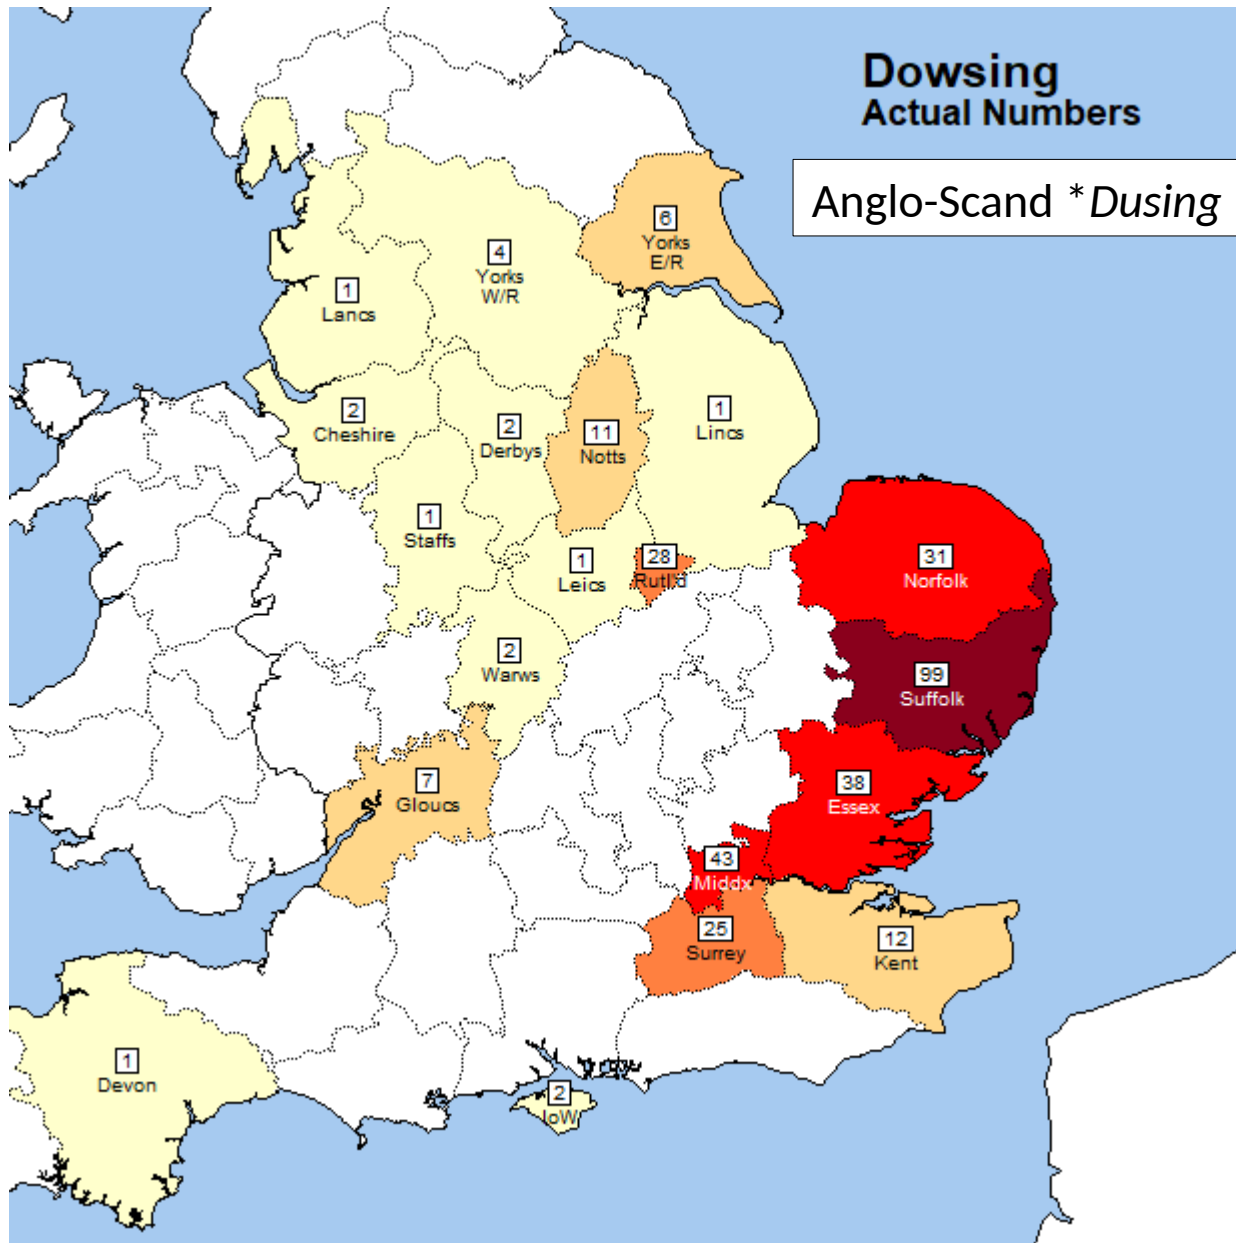 Dowsing
Actual Numbers
Anglo-Scand *Dusing
6
Yorks
E/R
4
Yorks
W/R
1
Lancs
2
Cheshire
2
Derbys
11
Notts
1
Lincs
1
Staffs
1
Leics
28
Rutl'd
31
Norfolk
2
Warws
99
Suffolk
7
Gloucs
38
Essex
43
Middx
25
Surrey
12
Kent
1
Devon
2
IoW